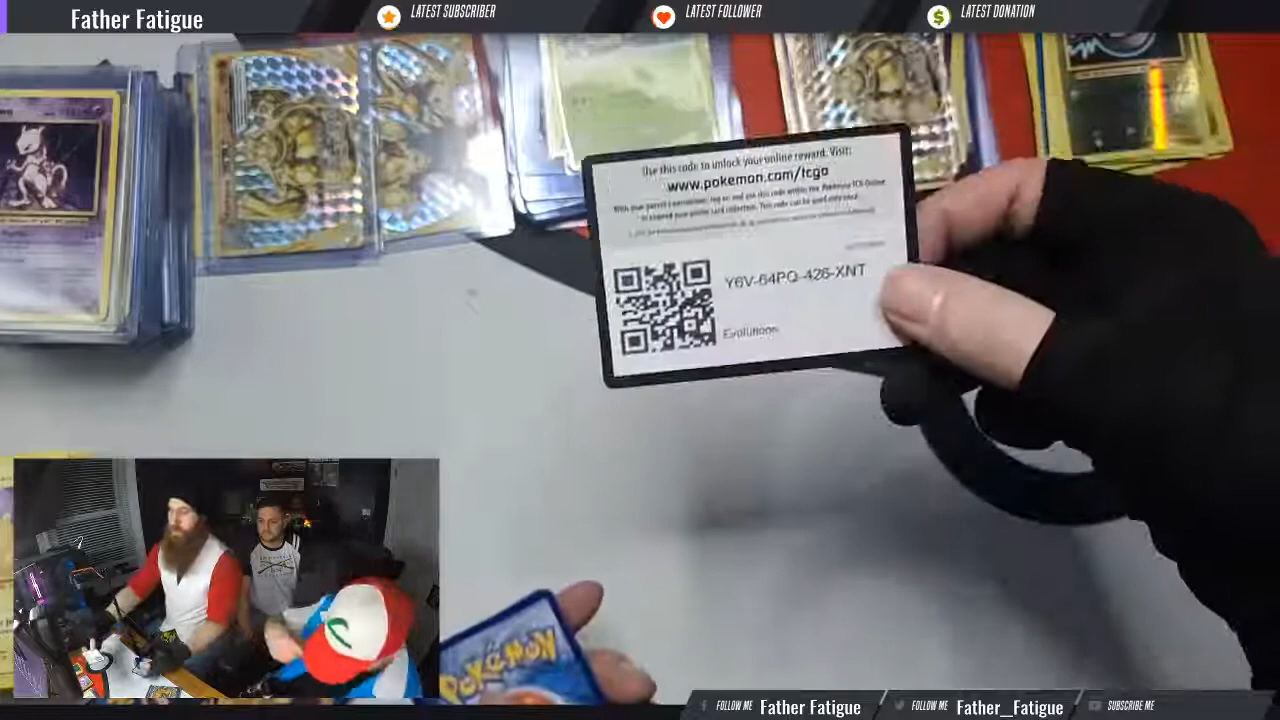 Father Fatigue
LATEST SUBSCRIBER
LATEST FOLLOWER
LATEST DONATION
Use this code to unlock your online reward. Visit:
www.pokemon.com/tcgo
Y6V-64PQ-426-XNT
Evolutions
POKéMON
FOLLOW ME
Father Fatigue
FOLLOW ME
Father_Fatigue
SUBSCRIBE ME